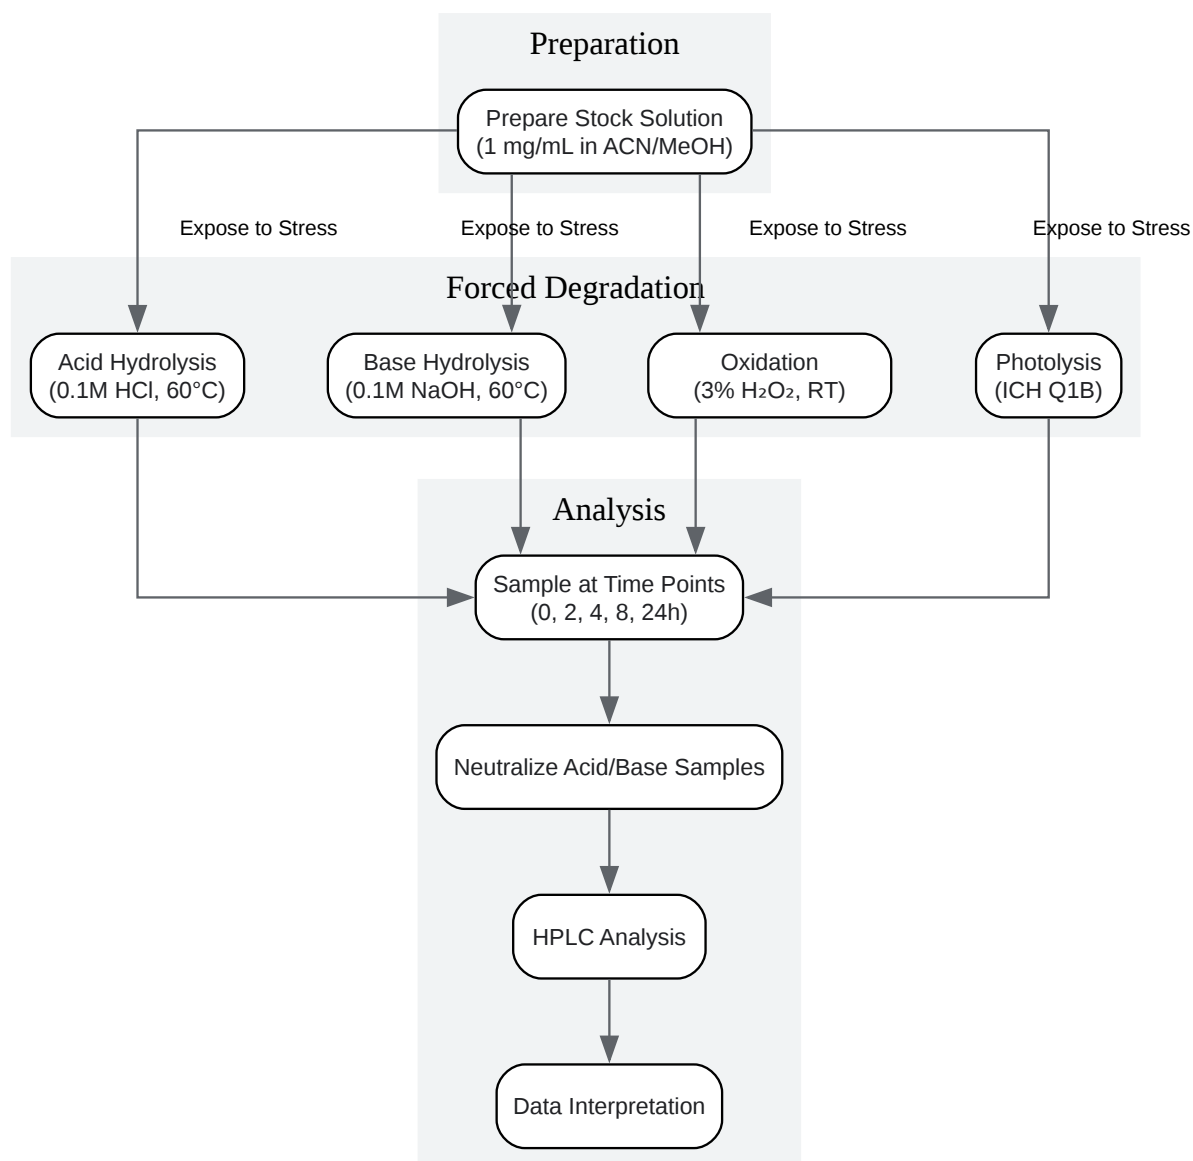 Preparation
Prepare Stock Solution
(1 mg/mL in ACN/MeOH)
Expose to Stress
Expose to Stress
Expose to Stress
Expose to Stress
Forced Degradation
Acid Hydrolysis
(0.1M HCl, 60°C)
Base Hydrolysis
(0.1M NaOH, 60°C)
Oxidation
(3% H₂O₂, RT)
Photolysis
(ICH Q1B)
Analysis
Sample at Time Points
(0, 2, 4, 8, 24h)
Neutralize Acid/Base Samples
HPLC Analysis
Data Interpretation